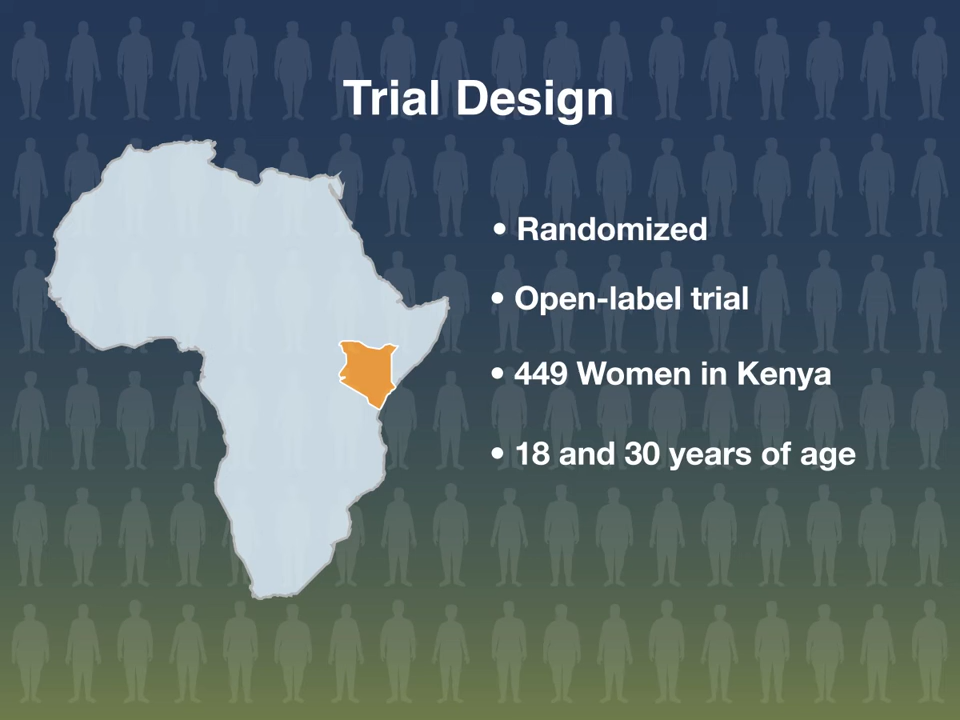 Trial Design
• Randomized
• Open-label trial
• 449 Women in Kenya
• 18 and 30 years of age